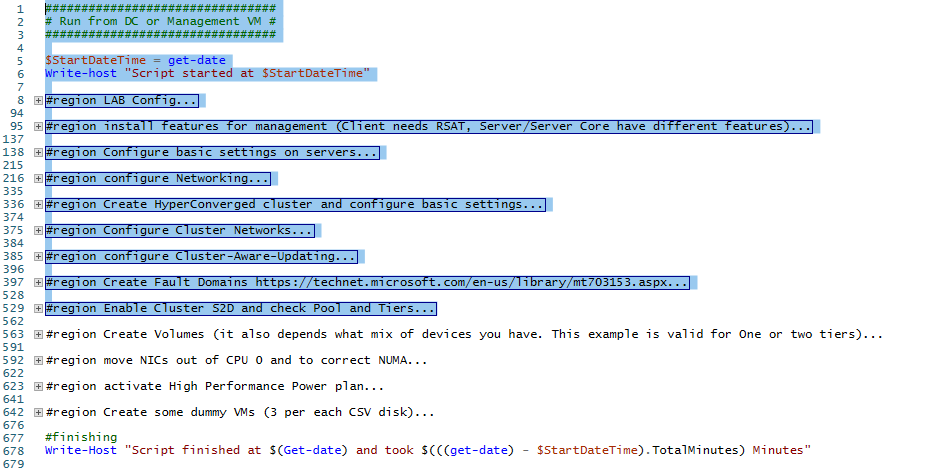 1 ################################
2 # Run from DC or Management VM #
3 ################################
4
5 $StartDateTime = get-date
6 Write-host "Script started at $StartDateTime"
7
8 #region LAB Config...
94
95 #region install features for management (Client needs RSAT, Server/Server Core have different features)...
137
138 #region Configure basic settings on servers...
215
216 #region configure Networking...
335
336 #region Create HyperConverged cluster and configure basic settings...
374
375 #region Configure Cluster Networks...
384
385 #region configure Cluster-Aware-Updating...
396
397 #region Create Fault Domains https://technet.microsoft.com/en-us/library/mt703153.aspx...
528
529 #region Enable Cluster S2D and check Pool and Tiers...
562
563 #region Create Volumes (it also depends what mix of devices you have. This example is valid for One or two tiers)...
591
592 #region move NICs out of CPU 0 and to correct NUMA...
622
623 #region activate High Performance Power plan...
641
642 #region Create some dummy VMs (3 per each CSV disk)...
676
677 #finishing
678 Write-Host "Script finished at $(Get-date) and took $(((get-date) - $StartDateTime).TotalMinutes) Minutes"
679